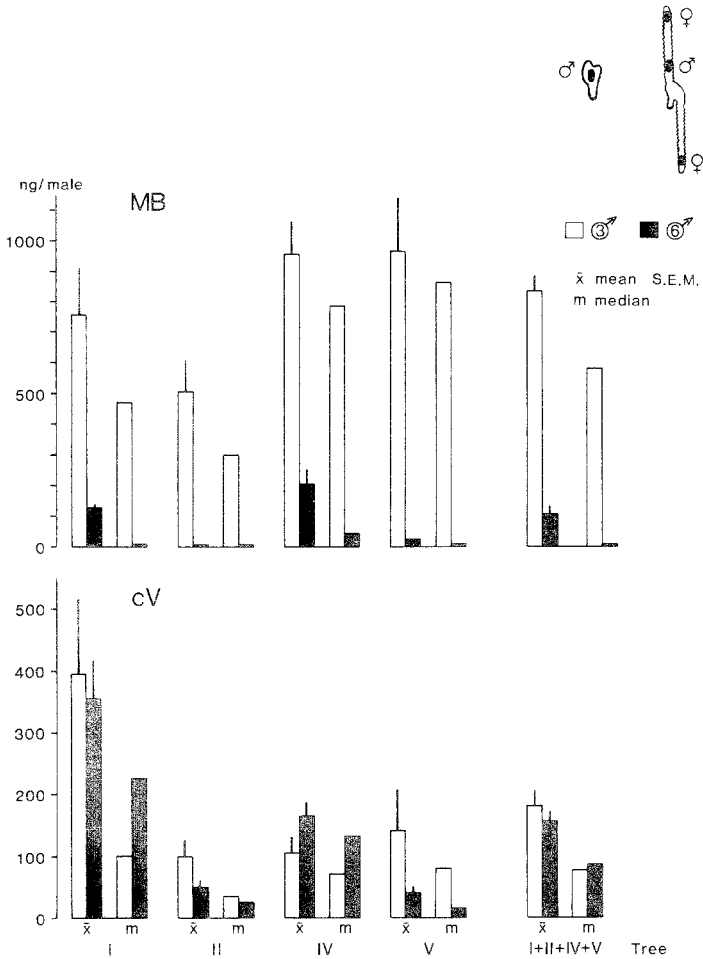 ♀
♂ ♂
♀
ng/male
MB
③♂ ⑥♂
x̄ mean S.E.M.
m median
1000
500
0
cV
500
400
300
200
100
0
x̄ m x̄ m x̄ m x̄ m x̄ m
I II IV V I+II+IV+V Tree